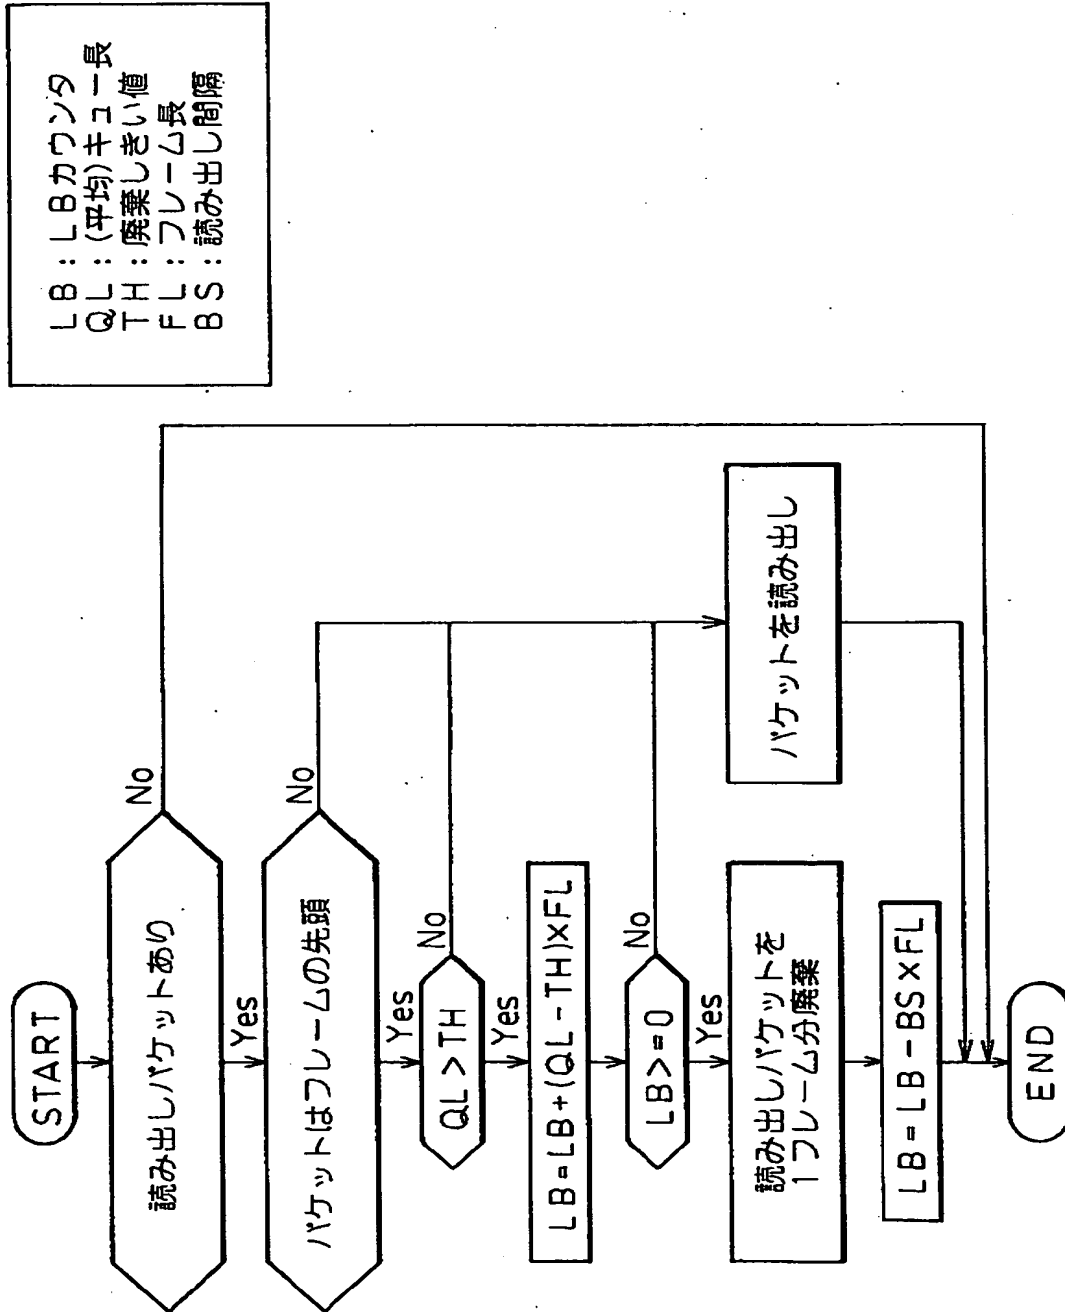 START
読み出しパケットあり
No
Yes
パケットはフレームの先頭
No
Yes
QL>TH
No
Yes
LB=LB+(QL-TH)×FL
LB>=0
No
Yes
読み出しパケットを
1フレーム分廃棄
パケットを読み出し
LB=LB-BS×FL
END
LB:LBカウンタ
QL:(平均)キュー長
TH:廃棄しきい値
FL:フレーム長
BS:読み出し間隔